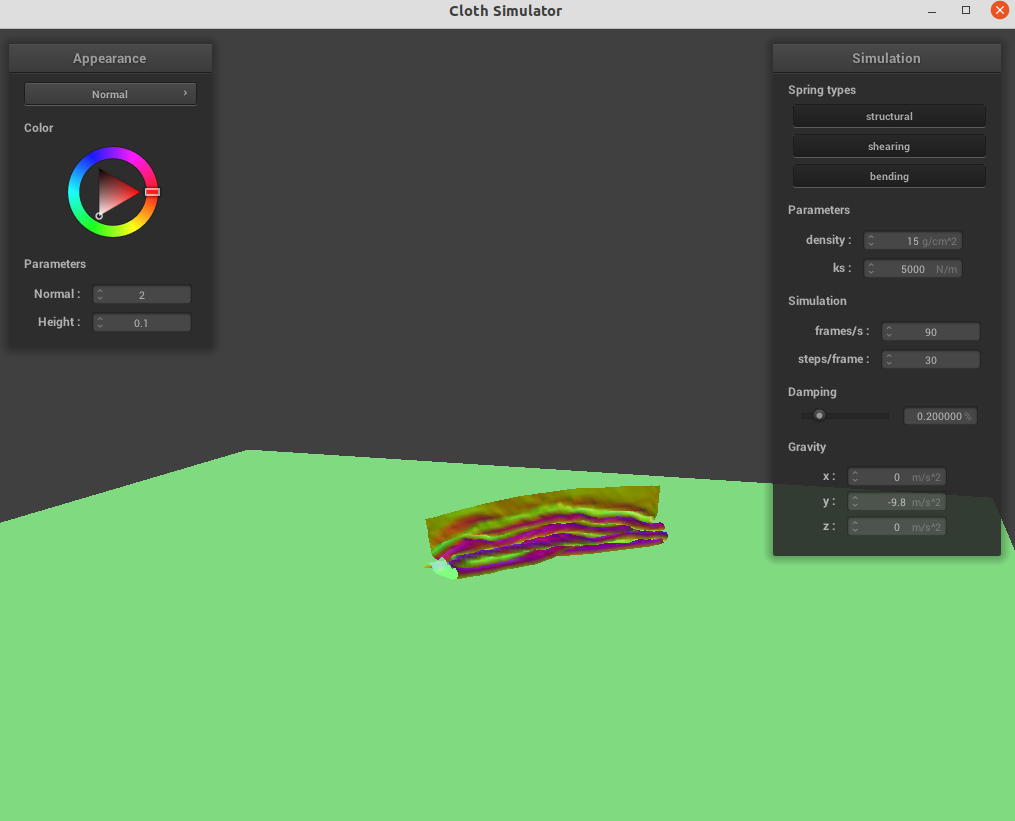 Cloth Simulator
Appearance
Normal
Color
Parameters
Normal : 2
Height : 0.1
Simulation
Spring types
structural
shearing
bending
Parameters
density : 15 g/cm^2
ks : 5000 N/m
Simulation
frames/s : 90
steps/frame : 30
Damping
0.200000 %
Gravity
x : 0 m/s^2
y : -9.8 m/s^2
z : 0 m/s^2